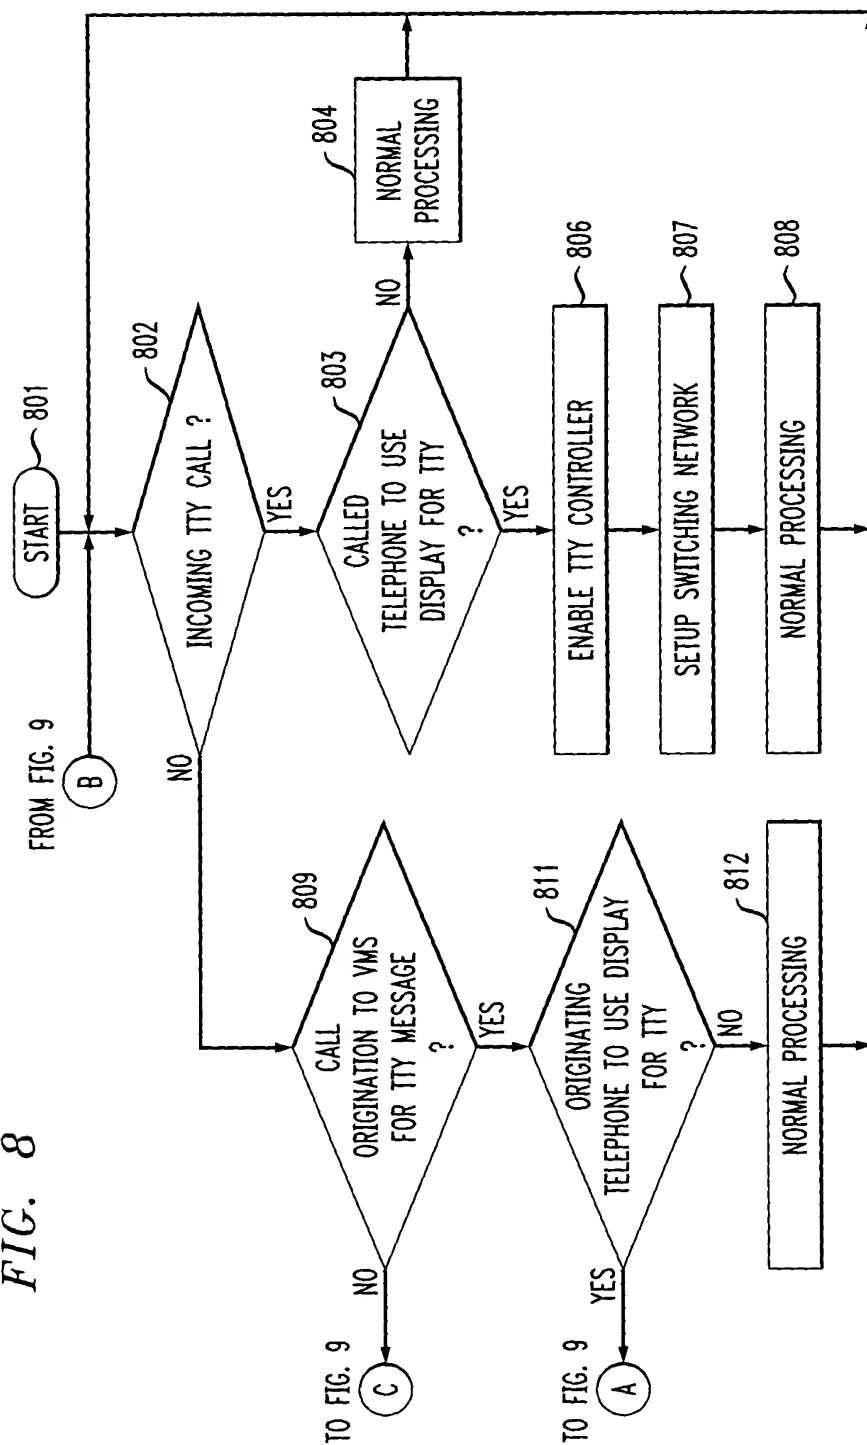 FIG. 8
FROM FIG. 9
B
START
801
INCOMING TTY CALL ?
802
NO
YES
CALLED
TELEPHONE TO USE
DISPLAY FOR TTY
?
803
NO
YES
NORMAL
PROCESSING
804
ENABLE TTY CONTROLLER
806
SETUP SWITCHING NETWORK
807
NORMAL PROCESSING
808
CALL
ORIGINATION TO VMS
FOR TTY MESSAGE
?
809
NO
YES
TO FIG. 9
C
ORIGINATING
TELEPHONE TO USE DISPLAY
FOR TTY
?
811
YES
NO
TO FIG. 9
A
NORMAL PROCESSING
812